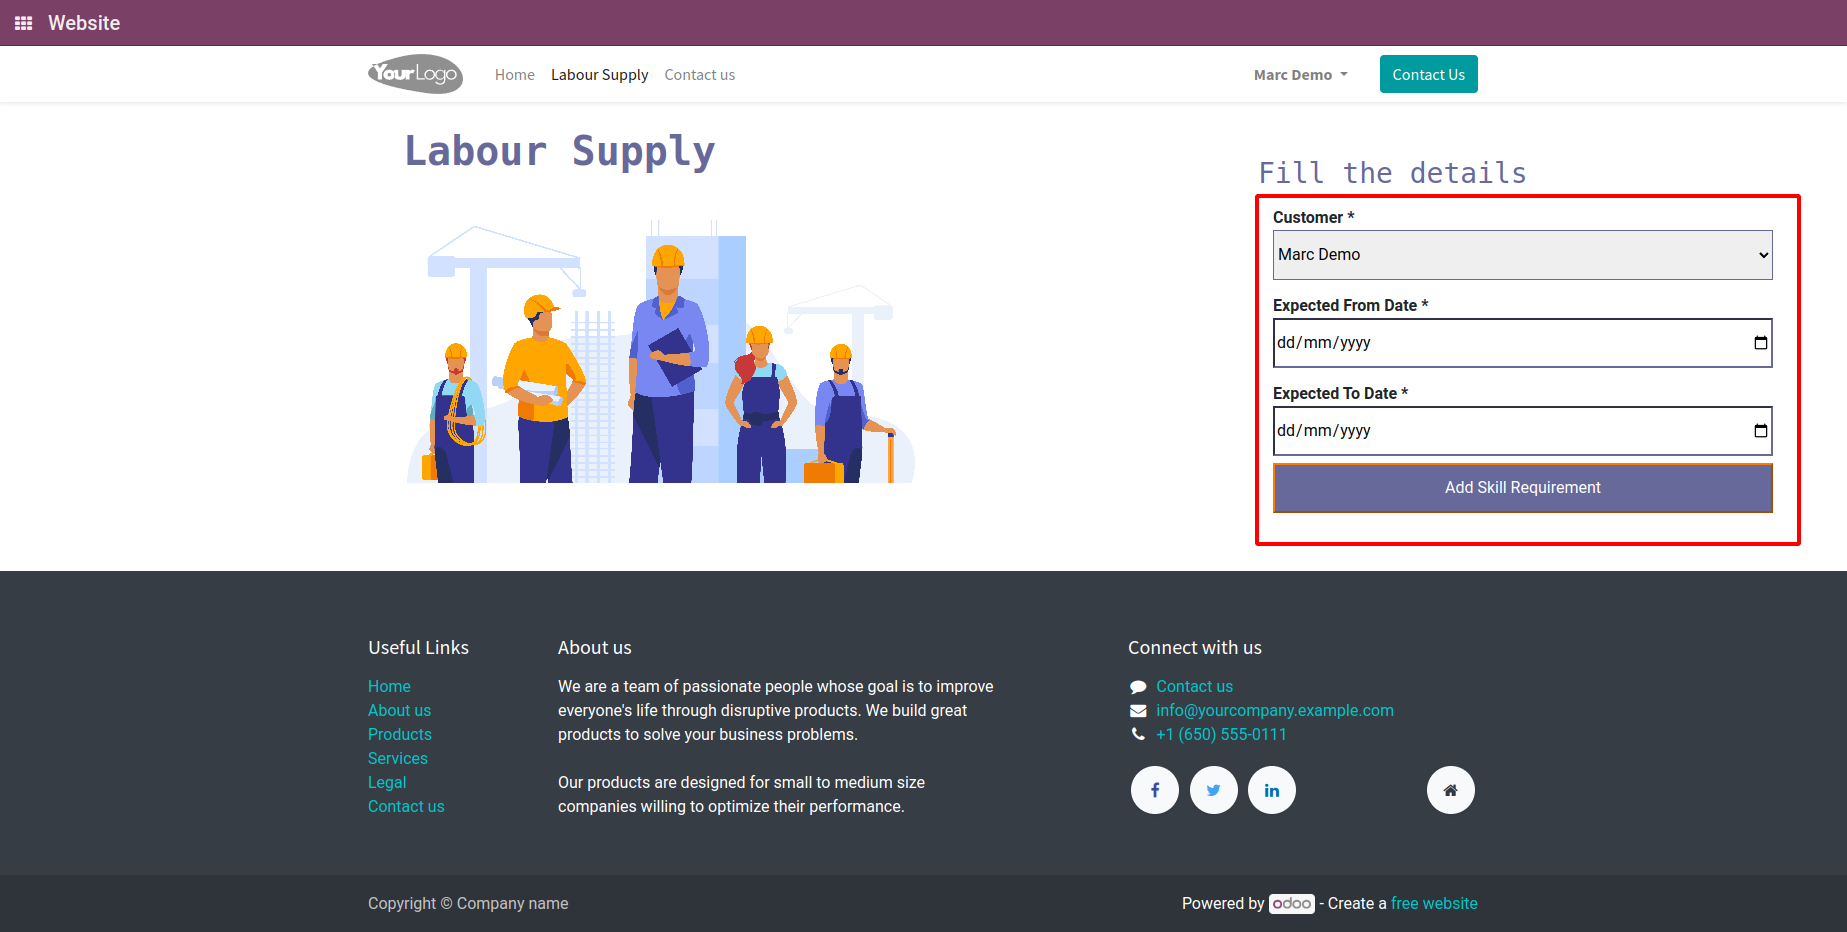 Website
YourLogo
Home Labour Supply Contact us Marc Demo Contact Us
Labour Supply
Fill the details
Customer *
Marc Demo
Expected From Date *
dd/mm/yyyy
Expected To Date *
dd/mm/yyyy
Add Skill Requirement
Useful Links
Home
About us
Products
Services
Legal
Contact us
About us
We are a team of passionate people whose goal is to improve
everyone's life through disruptive products. We build great
products to solve your business problems.
Our products are designed for small to medium size
companies willing to optimize their performance.
Connect with us
Contact us
info@yourcompany.example.com
+1 (650) 555-0111
Copyright © Company name
Powered by odoo - Create a free website